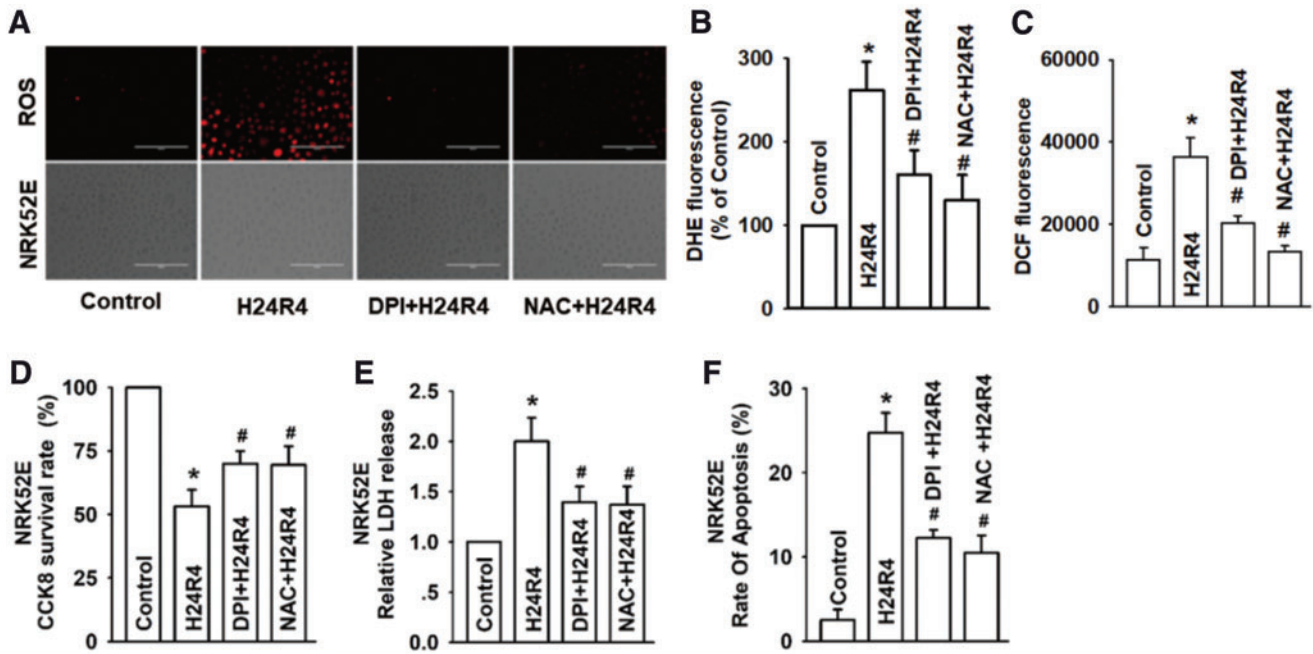 A
ROS
NRK52E
Control
H24R4
DPI+H24R4
NAC+H24R4
B
DHE fluorescence
(% of Control)
300
200
100
0
Control
*
H24R4
# DPI+H24R4
# NAC+H24R4
C
DCF fluorescence
60000
40000
20000
0
Control
*
H24R4
# DPI+H24R4
# NAC+H24R4
D
NRK52E
CCK8 survival rate (%)
100
75
50
25
0
Control
*
H24R4
#
DPI+H24R4
#
NAC+H24R4
E
NRK52E
Relative LDH release
2.5
2.0
1.5
1.0
.5
0.0
Control
*
H24R4
#
DPI+H24R4
#
NAC+H24R4
F
NRK52E
Rate Of Apoptosis (%)
30
20
10
0
Control
*
H24R4
# DPI +H24R4
# NAC +H24R4